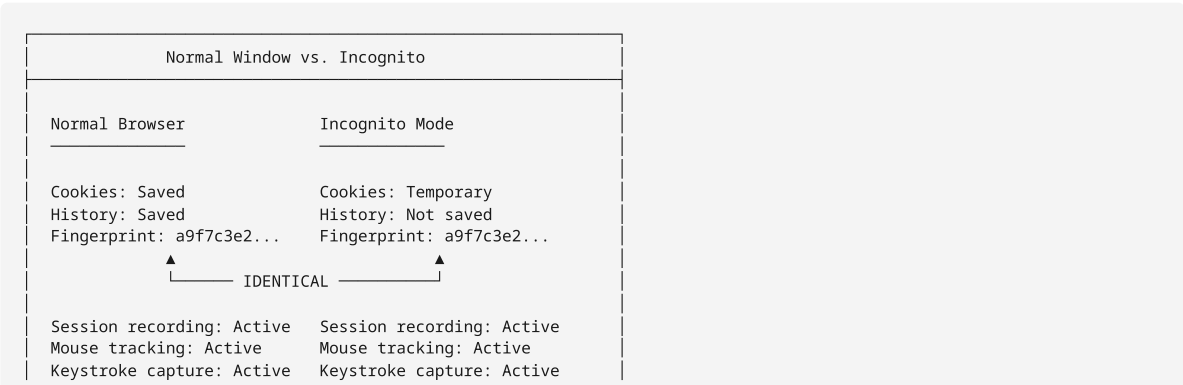 Normal Window vs. Incognito
Normal Browser Incognito Mode
Cookies: Saved Cookies: Temporary
History: Saved History: Not saved
Fingerprint: a9f7c3e2... Fingerprint: a9f7c3e2...
▲ ▲
└────── IDENTICAL ──────────┘
Session recording: Active Session recording: Active
Mouse tracking: Active Mouse tracking: Active
Keystroke capture: Active Keystroke capture: Active